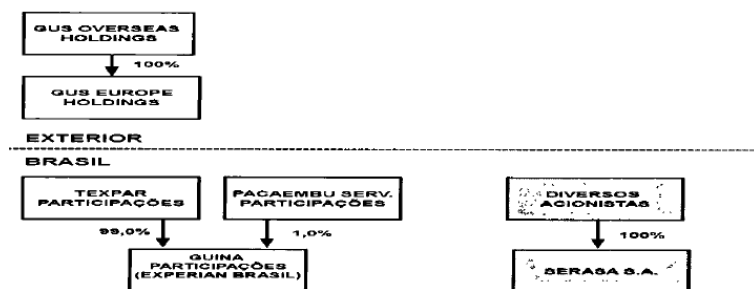 GUS OVERSEAS
HOLDINGS
100%
GUS EUROPE
HOLDINGS
EXTERIOR
BRASIL
TEXPAR
PARTICIPAÇÕES
PACAEMBU SERV.
PARTICIPAÇÕES
DIVERSOS
ACIONISTAS
99,0%
1,0%
100%
GUINA
PARTICIPAÇÕES
(EXPERIAN BRASIL)
SERASA S.A.